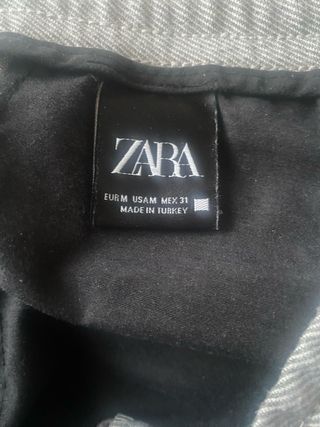 ZARA
EUR M USA M MEX 31
MADE IN TURKEY